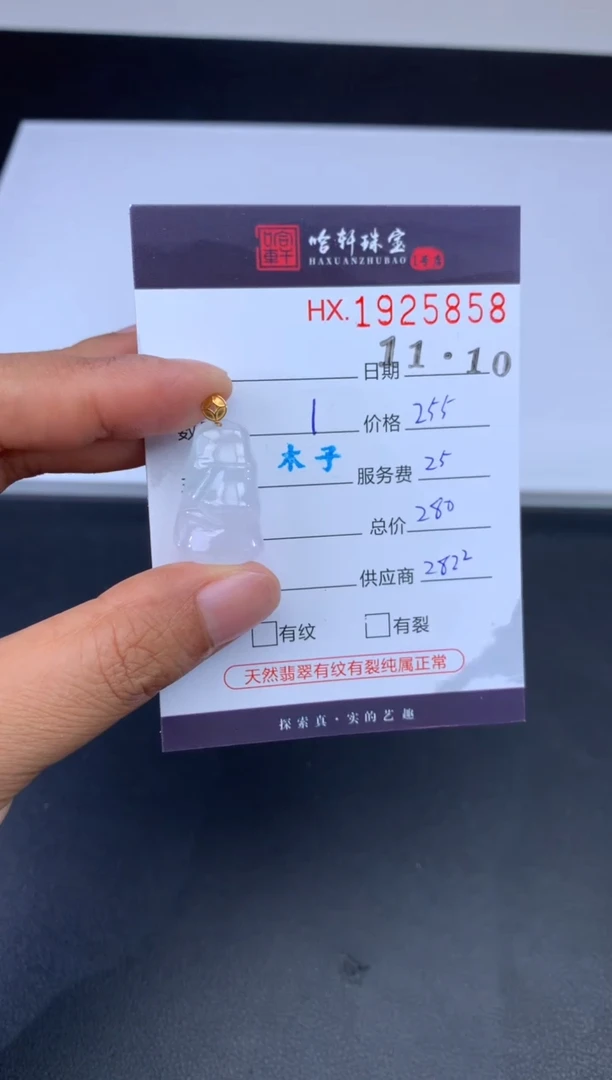 哈轩珠宝
HAXUANZHUBAO
HX.1925858
日期 11·10
数 1 价格 255
木子 服务费 25
总价 280
供应商 2822
有纹 有裂
天然翡翠有纹有裂纯属正常
探索真·实的艺趣